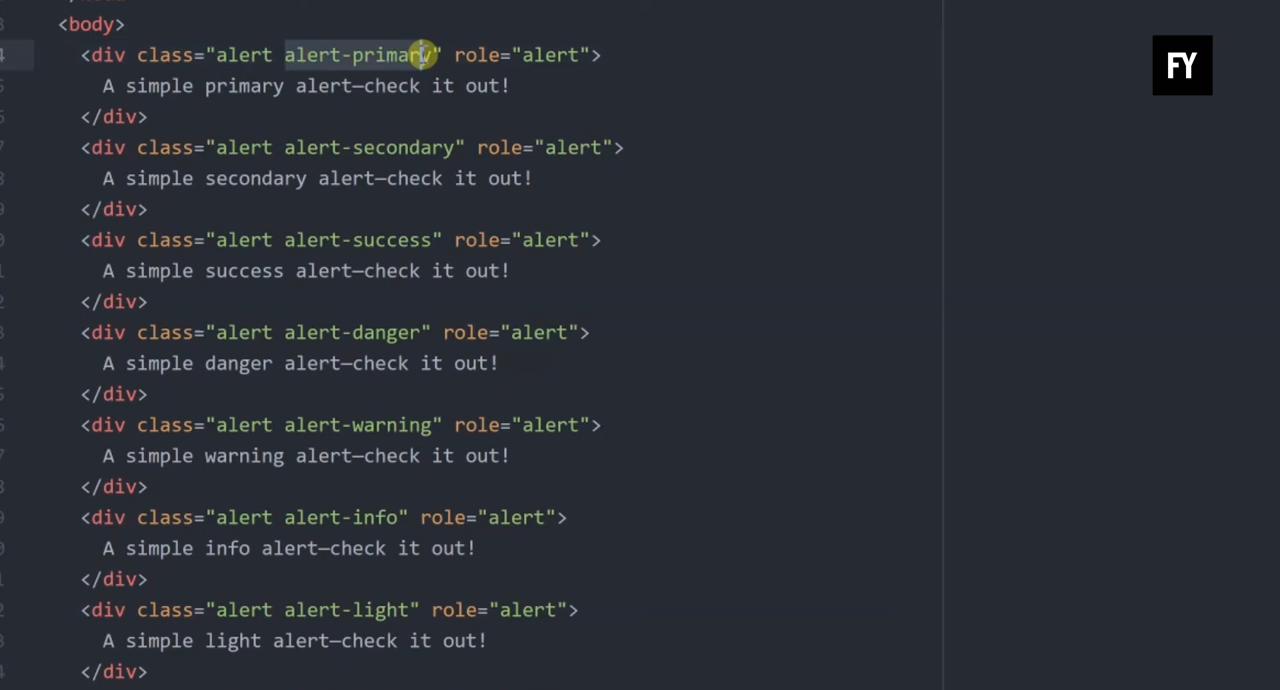 <body>
<div class="alert alert-primary" role="alert">
A simple primary alert—check it out!
</div>
<div class="alert alert-secondary" role="alert">
A simple secondary alert—check it out!
</div>
<div class="alert alert-success" role="alert">
A simple success alert—check it out!
</div>
<div class="alert alert-danger" role="alert">
A simple danger alert—check it out!
</div>
<div class="alert alert-warning" role="alert">
A simple warning alert—check it out!
</div>
<div class="alert alert-info" role="alert">
A simple info alert—check it out!
</div>
<div class="alert alert-light" role="alert">
A simple light alert—check it out!
</div>
FY